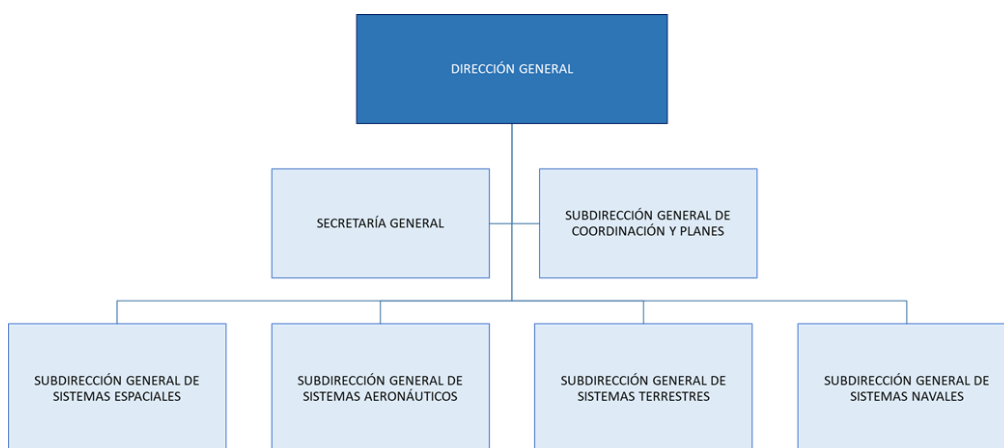 DIRECCIÓN GENERAL
SECRETARÍA GENERAL
SUBDIRECCIÓN GENERAL DE
COORDINACIÓN Y PLANES
SUBDIRECCIÓN GENERAL DE
SISTEMAS ESPACIALES
SUBDIRECCIÓN GENERAL DE
SISTEMAS AERONÁUTICOS
SUBDIRECCIÓN GENERAL DE
SISTEMAS TERRESTRES
SUBDIRECCIÓN GENERAL DE
SISTEMAS NAVALES